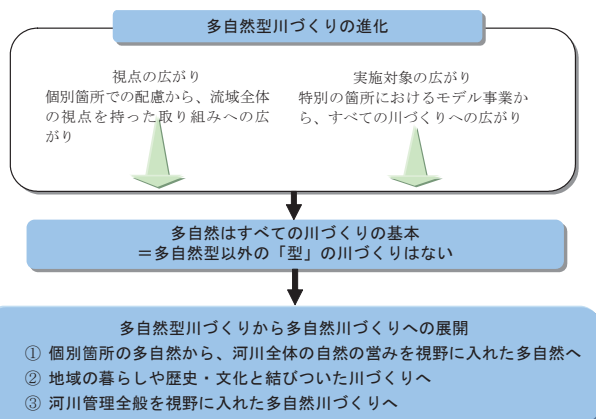 多自然型川づくりの進化
視点の広がり
個別箇所での配慮から、流域全体
の視点を持った取り組みへの広
がり
実施対象の広がり
特別の箇所におけるモデル事業か
ら、すべての川づくりへの広がり
多自然はすべての川づくりの基本
＝多自然型以外の「型」の川づくりはない
多自然型川づくりから多自然川づくりへの展開
① 個別箇所の多自然から、河川全体の自然の営みを視野に入れた多自然へ
② 地域の暮らしや歴史・文化と結びついた川づくりへ
③ 河川管理全般を視野に入れた多自然川づくりへ